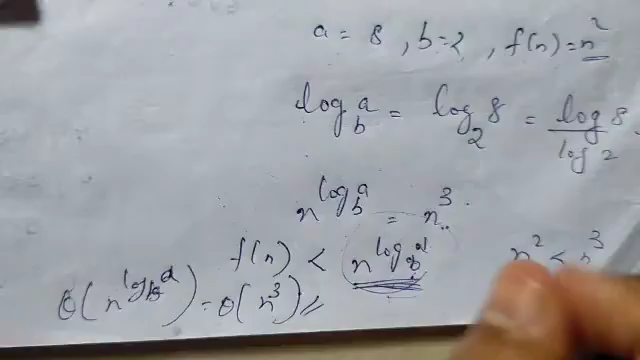 a = 8 , b=2 , f(n) = n²
log_b^a = log_2^8 = log 8 / log 2
n^log_b^a = n³.
f(n) < n^log_b^a n² < n³
θ(n^log_b^a) = θ(n³)